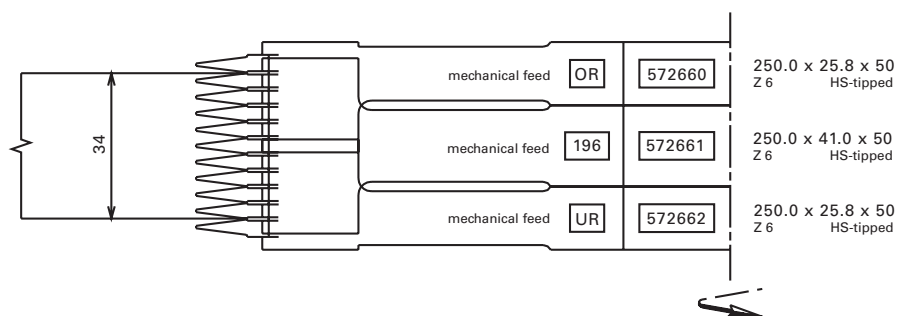 mechanical feed OR 572660 250.0 x 25.8 x 50
Z 6 HS-tipped
34
mechanical feed 196 572661 250.0 x 41.0 x 50
Z 6 HS-tipped
mechanical feed UR 572662 250.0 x 25.8 x 50
Z 6 HS-tipped